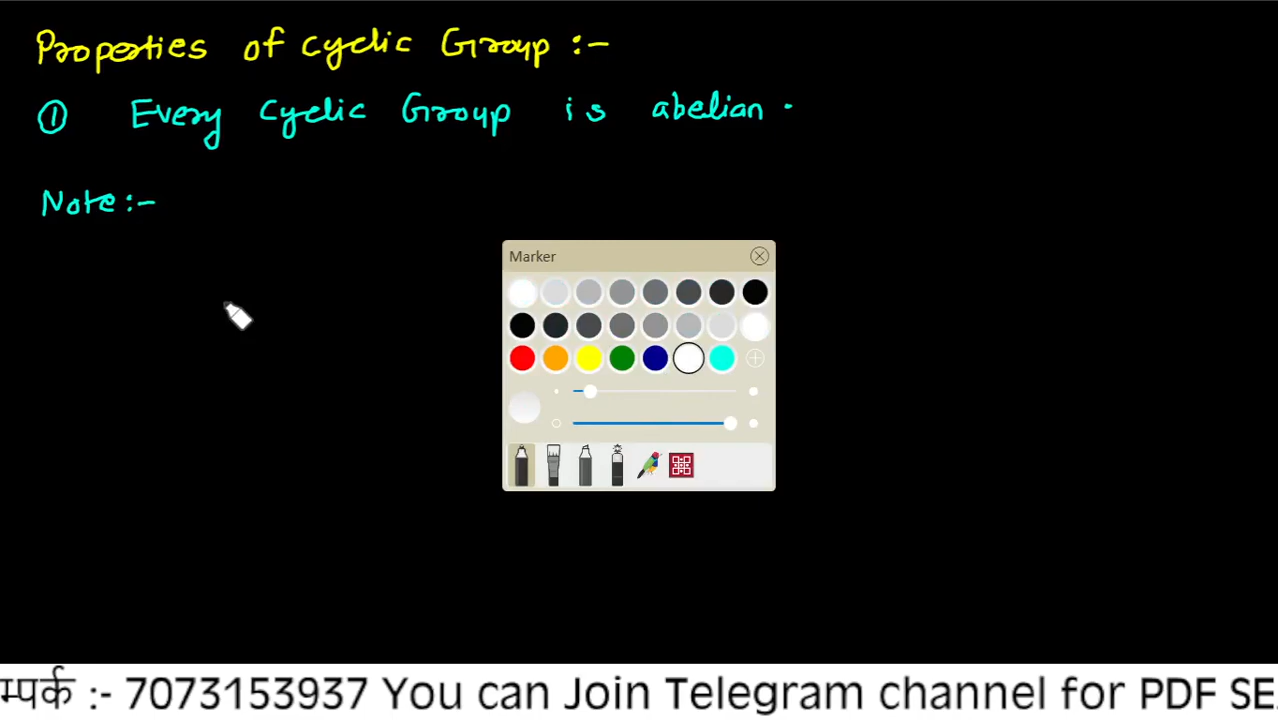 Properties of Cyclic Group :-
① Every Cyclic Group is abelian .
Note :-
Marker
म्पर्क :- 7073153937 You can Join Telegram channel for PDF SE